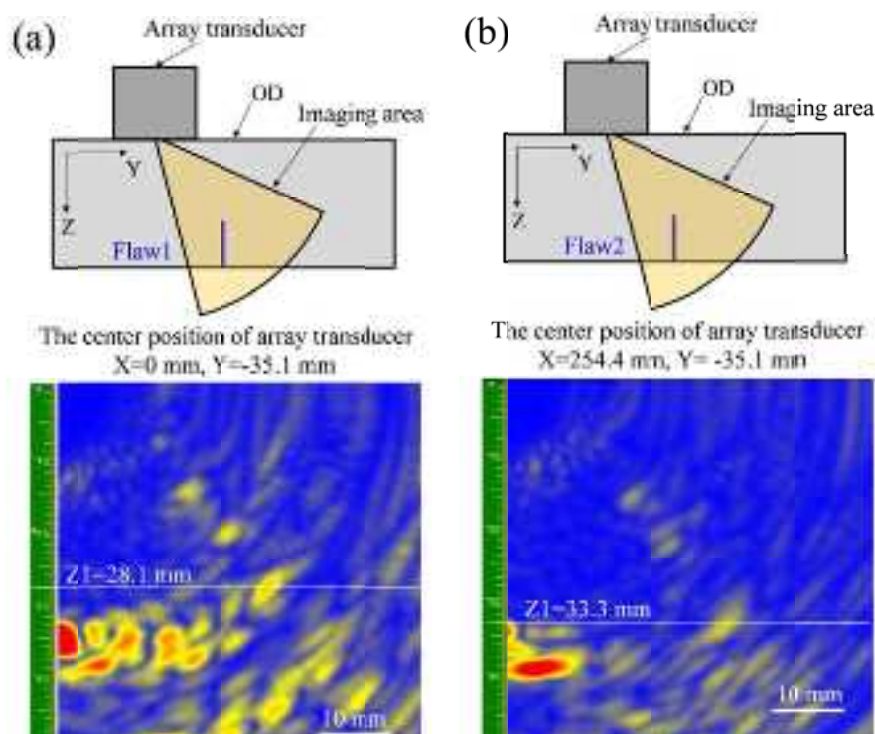 (a)
Array transducer
OD
Imaging area
Y
Z
Flaw1
The center position of array transducer
X=0 mm, Y=-35.1 mm
Z1=28.1 mm
10 mm
(b)
Array transducer
OD
Imaging area
Y
Z
Flaw2
The center position of array transducer
X=254.4 mm, Y= -35.1 mm
Z1=33.3 mm
10 mm